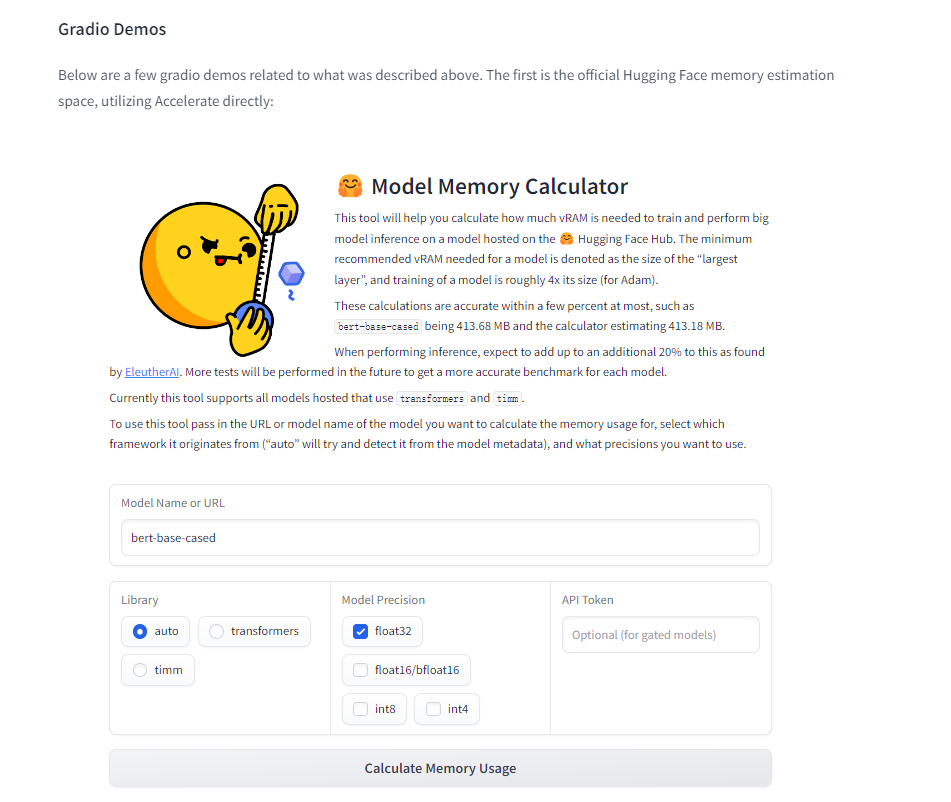 Gradio Demos
Below are a few gradio demos related to what was described above. The first is the official Hugging Face memory estimation
space, utilizing Accelerate directly:
🤗 Model Memory Calculator
This tool will help you calculate how much vRAM is needed to train and perform big
model inference on a model hosted on the 🤗 Hugging Face Hub. The minimum
recommended vRAM needed for a model is denoted as the size of the “largest
layer”, and training of a model is roughly 4x its size (for Adam).
These calculations are accurate within a few percent at most, such as
bert-base-cased being 413.68 MB and the calculator estimating 413.18 MB.
When performing inference, expect to add up to an additional 20% to this as found
by EleutherAI. More tests will be performed in the future to get a more accurate benchmark for each model.
Currently this tool supports all models hosted that use transformers and timm.
To use this tool pass in the URL or model name of the model you want to calculate the memory usage for, select which
framework it originates from (“auto” will try and detect it from the model metadata), and what precisions you want to use.
Model Name or URL
bert-base-cased
Library
auto
transformers
timm
Model Precision
float32
float16/bfloat16
int8
int4
API Token
Optional (for gated models)
Calculate Memory Usage